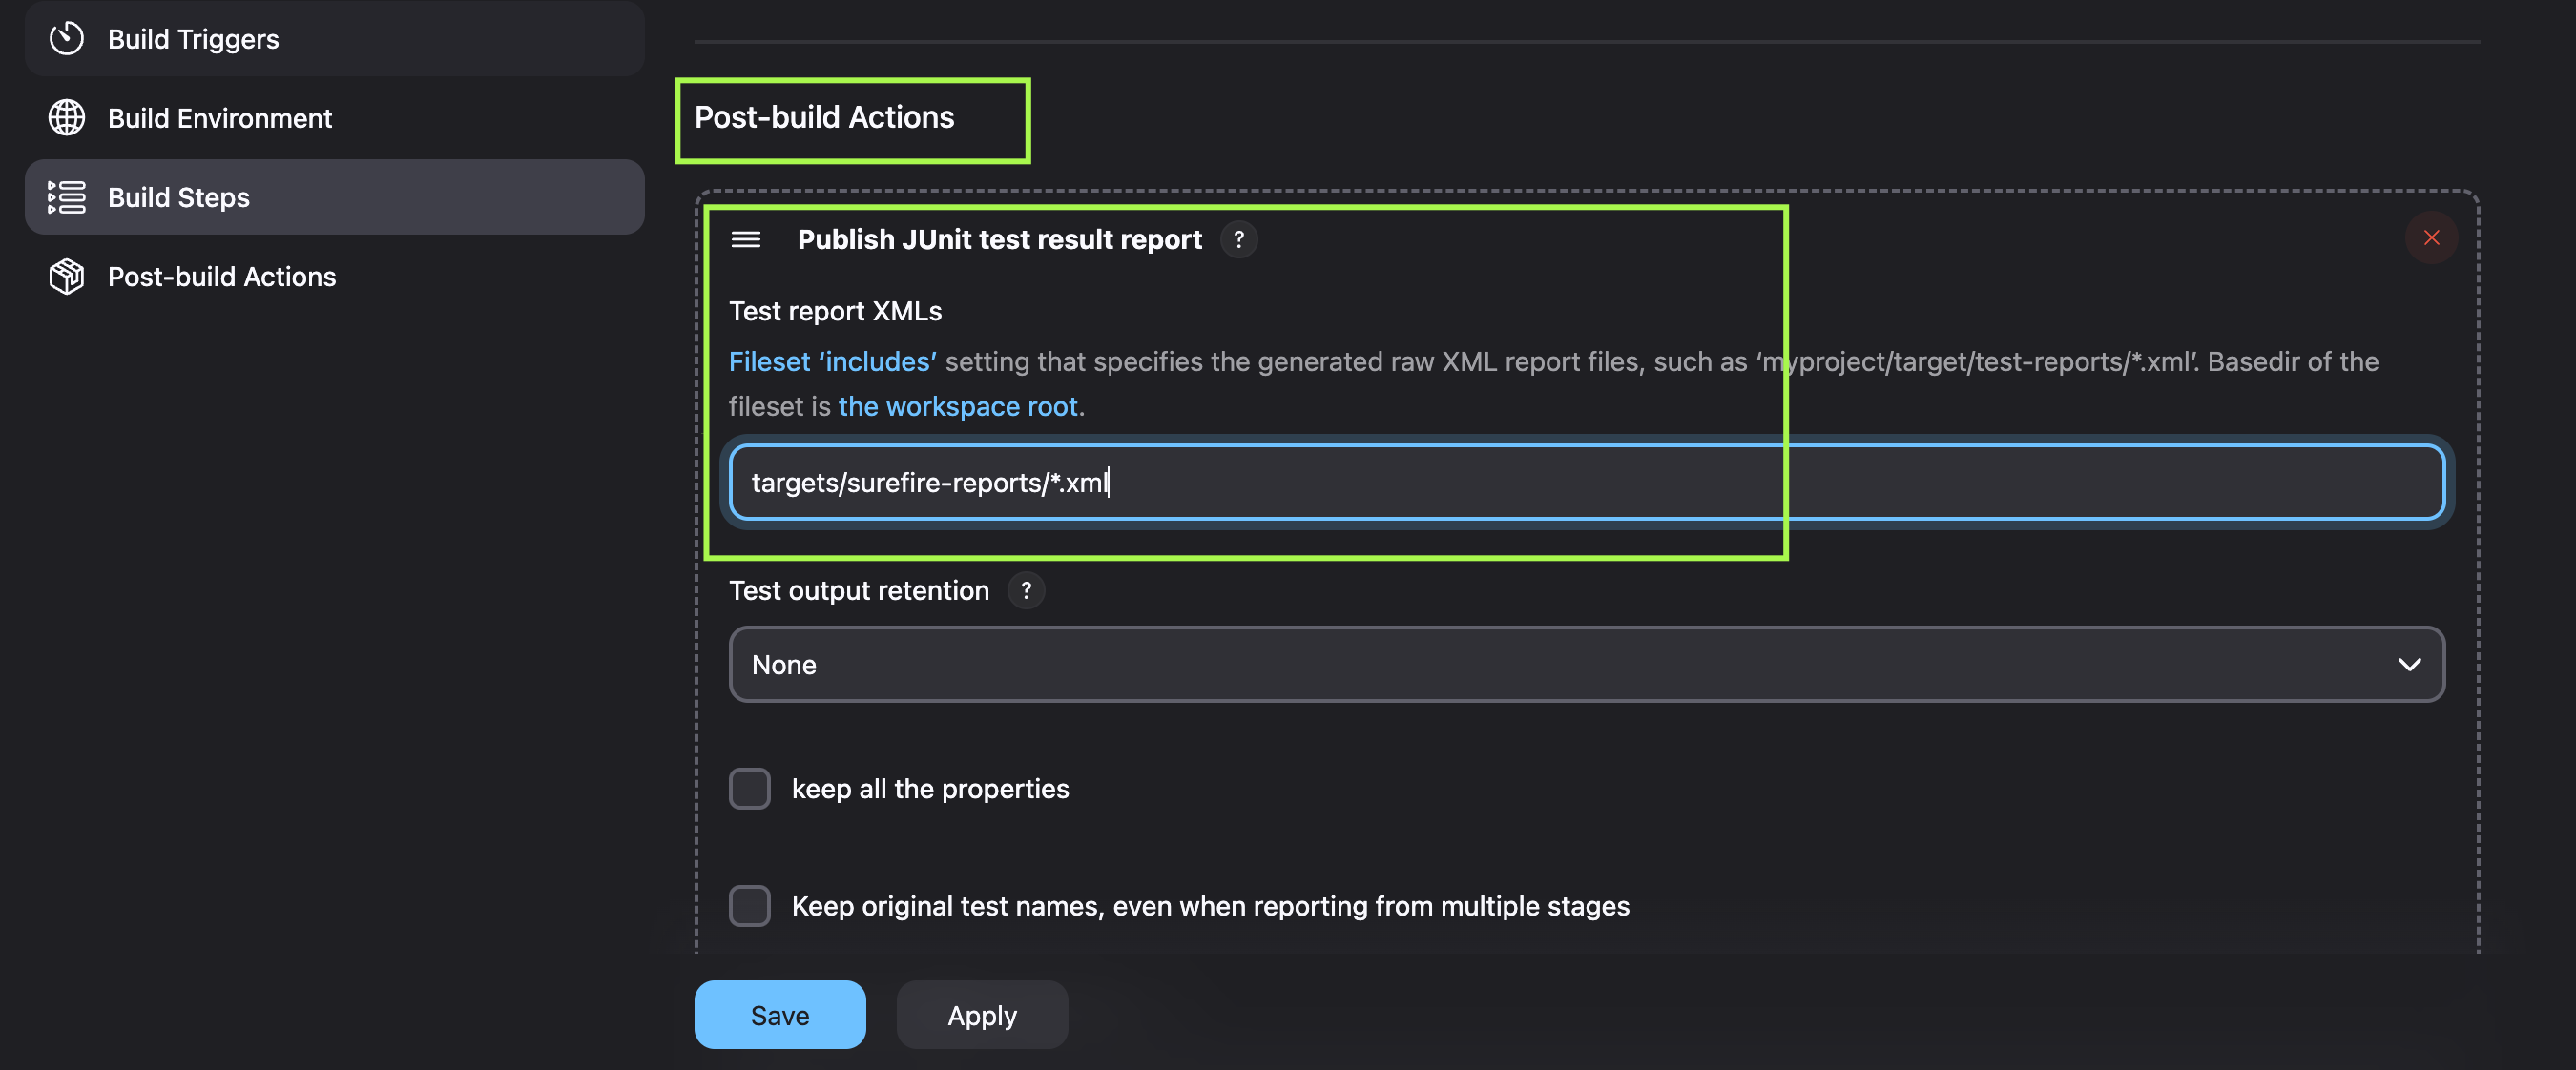 Build Triggers
Build Environment
Build Steps
Post-build Actions
Post-build Actions
Publish JUnit test result report ?
Test report XMLs
Fileset ‘includes’ setting that specifies the generated raw XML report files, such as ‘myproject/target/test-reports/*.xml’. Basedir of the
fileset is the workspace root.
targets/surefire-reports/*.xml
Test output retention ?
None
keep all the properties
Keep original test names, even when reporting from multiple stages
Save
Apply